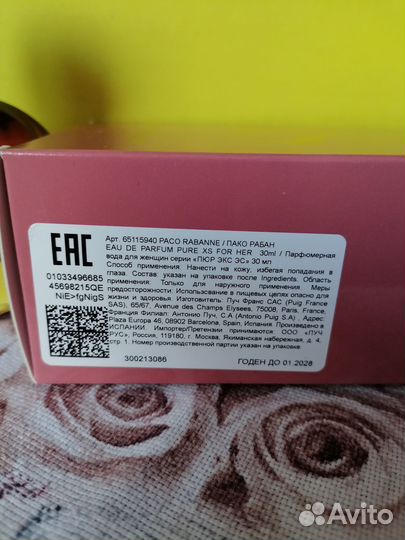 EAC
01033496685
45698215QE
NiE>fgNigS
Арт. 65115940 PACO RABANNE / ПАКО РАБАН
EAU DE PARFUM PURE XS FOR HER 30ml / Парфюмерная
вода для женщин серии «ПЮР ЭКС ЭС» 30 мл
Способ применения: Нанести на кожу, избегая попадания в
глаза. Состав указан на упаковке после Ingredients. Область
применения: Только для наружного применения. Меры
предосторожности: Использование в пищевых целях опасно для
жизни и здоровья. Изготовитель: Пуч Франс САС (Puig France
SAS), 65/67, Avenue des Champs Elysees, 75008, Paris, France,
Франция Филиал: Антонио Пуч, С.А (Antonio Puig S.A) , Адрес:
Plaza Europa 46, 08902 Barcelona, Spain, Испания. Произведено в
ИСПАНИИ. Импортер/Претензии принимаются ООО «ПУЧ
РУС», Россия, 119180, г. Москва, Якиманская набережная, д. 4,
стр. 1. Номер производственной партии указан на упаковке.
300213086
ГОДЕН ДО 01.2028
Avito